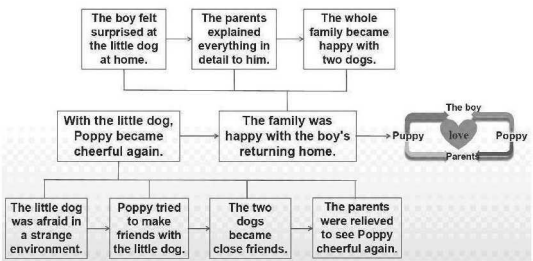 The boy felt
surprised at
the little dog
at home.
The parents
explained
everything in
detail to him.
The whole
family became
happy with
two dogs.
With the little dog,
Poppy became
cheerful again.
The family was
happy with the boy's
returning home.
The boy
Puppy
love
Poppy
Parents
The little dog
was afraid in
a strange
environment.
Poppy tried
to make
friends with
the little dog.
The two
dogs
became
close friends.
The parents
were relieved
to see Poppy
cheerful again.